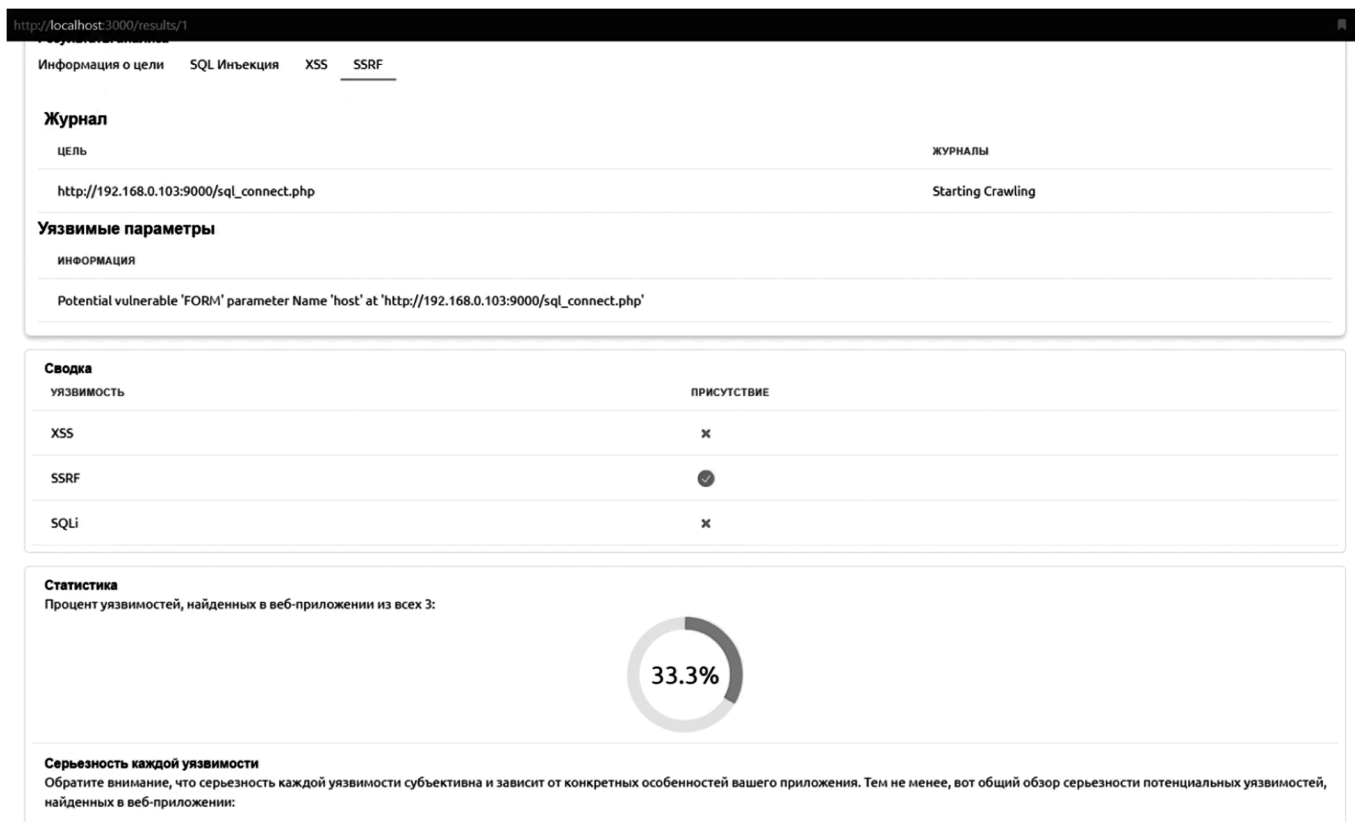 http://localhost:3000/results/1
Результаты анализа
Информация о цели SQL Инъекция XSS SSRF
Журнал
ЦЕЛЬ ЖУРНАЛЫ
http://192.168.0.103:9000/sql_connect.php Starting Crawling
Уязвимые параметры
ИНФОРМАЦИЯ
Potential vulnerable 'FORM' parameter Name 'host' at 'http://192.168.0.103:9000/sql_connect.php'
Сводка
УЯЗВИМОСТЬ ПРИСУТСТВИЕ
XSS
SSRF
SQLi
Статистика
Процент уязвимостей, найденных в веб-приложении из всех 3:
33.3%
Серьезность каждой уязвимости
Обратите внимание, что серьезность каждой уязвимости субъективна и зависит от конкретных особенностей вашего приложения. Тем не менее, вот общий обзор серьезности потенциальных уязвимостей,
найденных в веб-приложении: